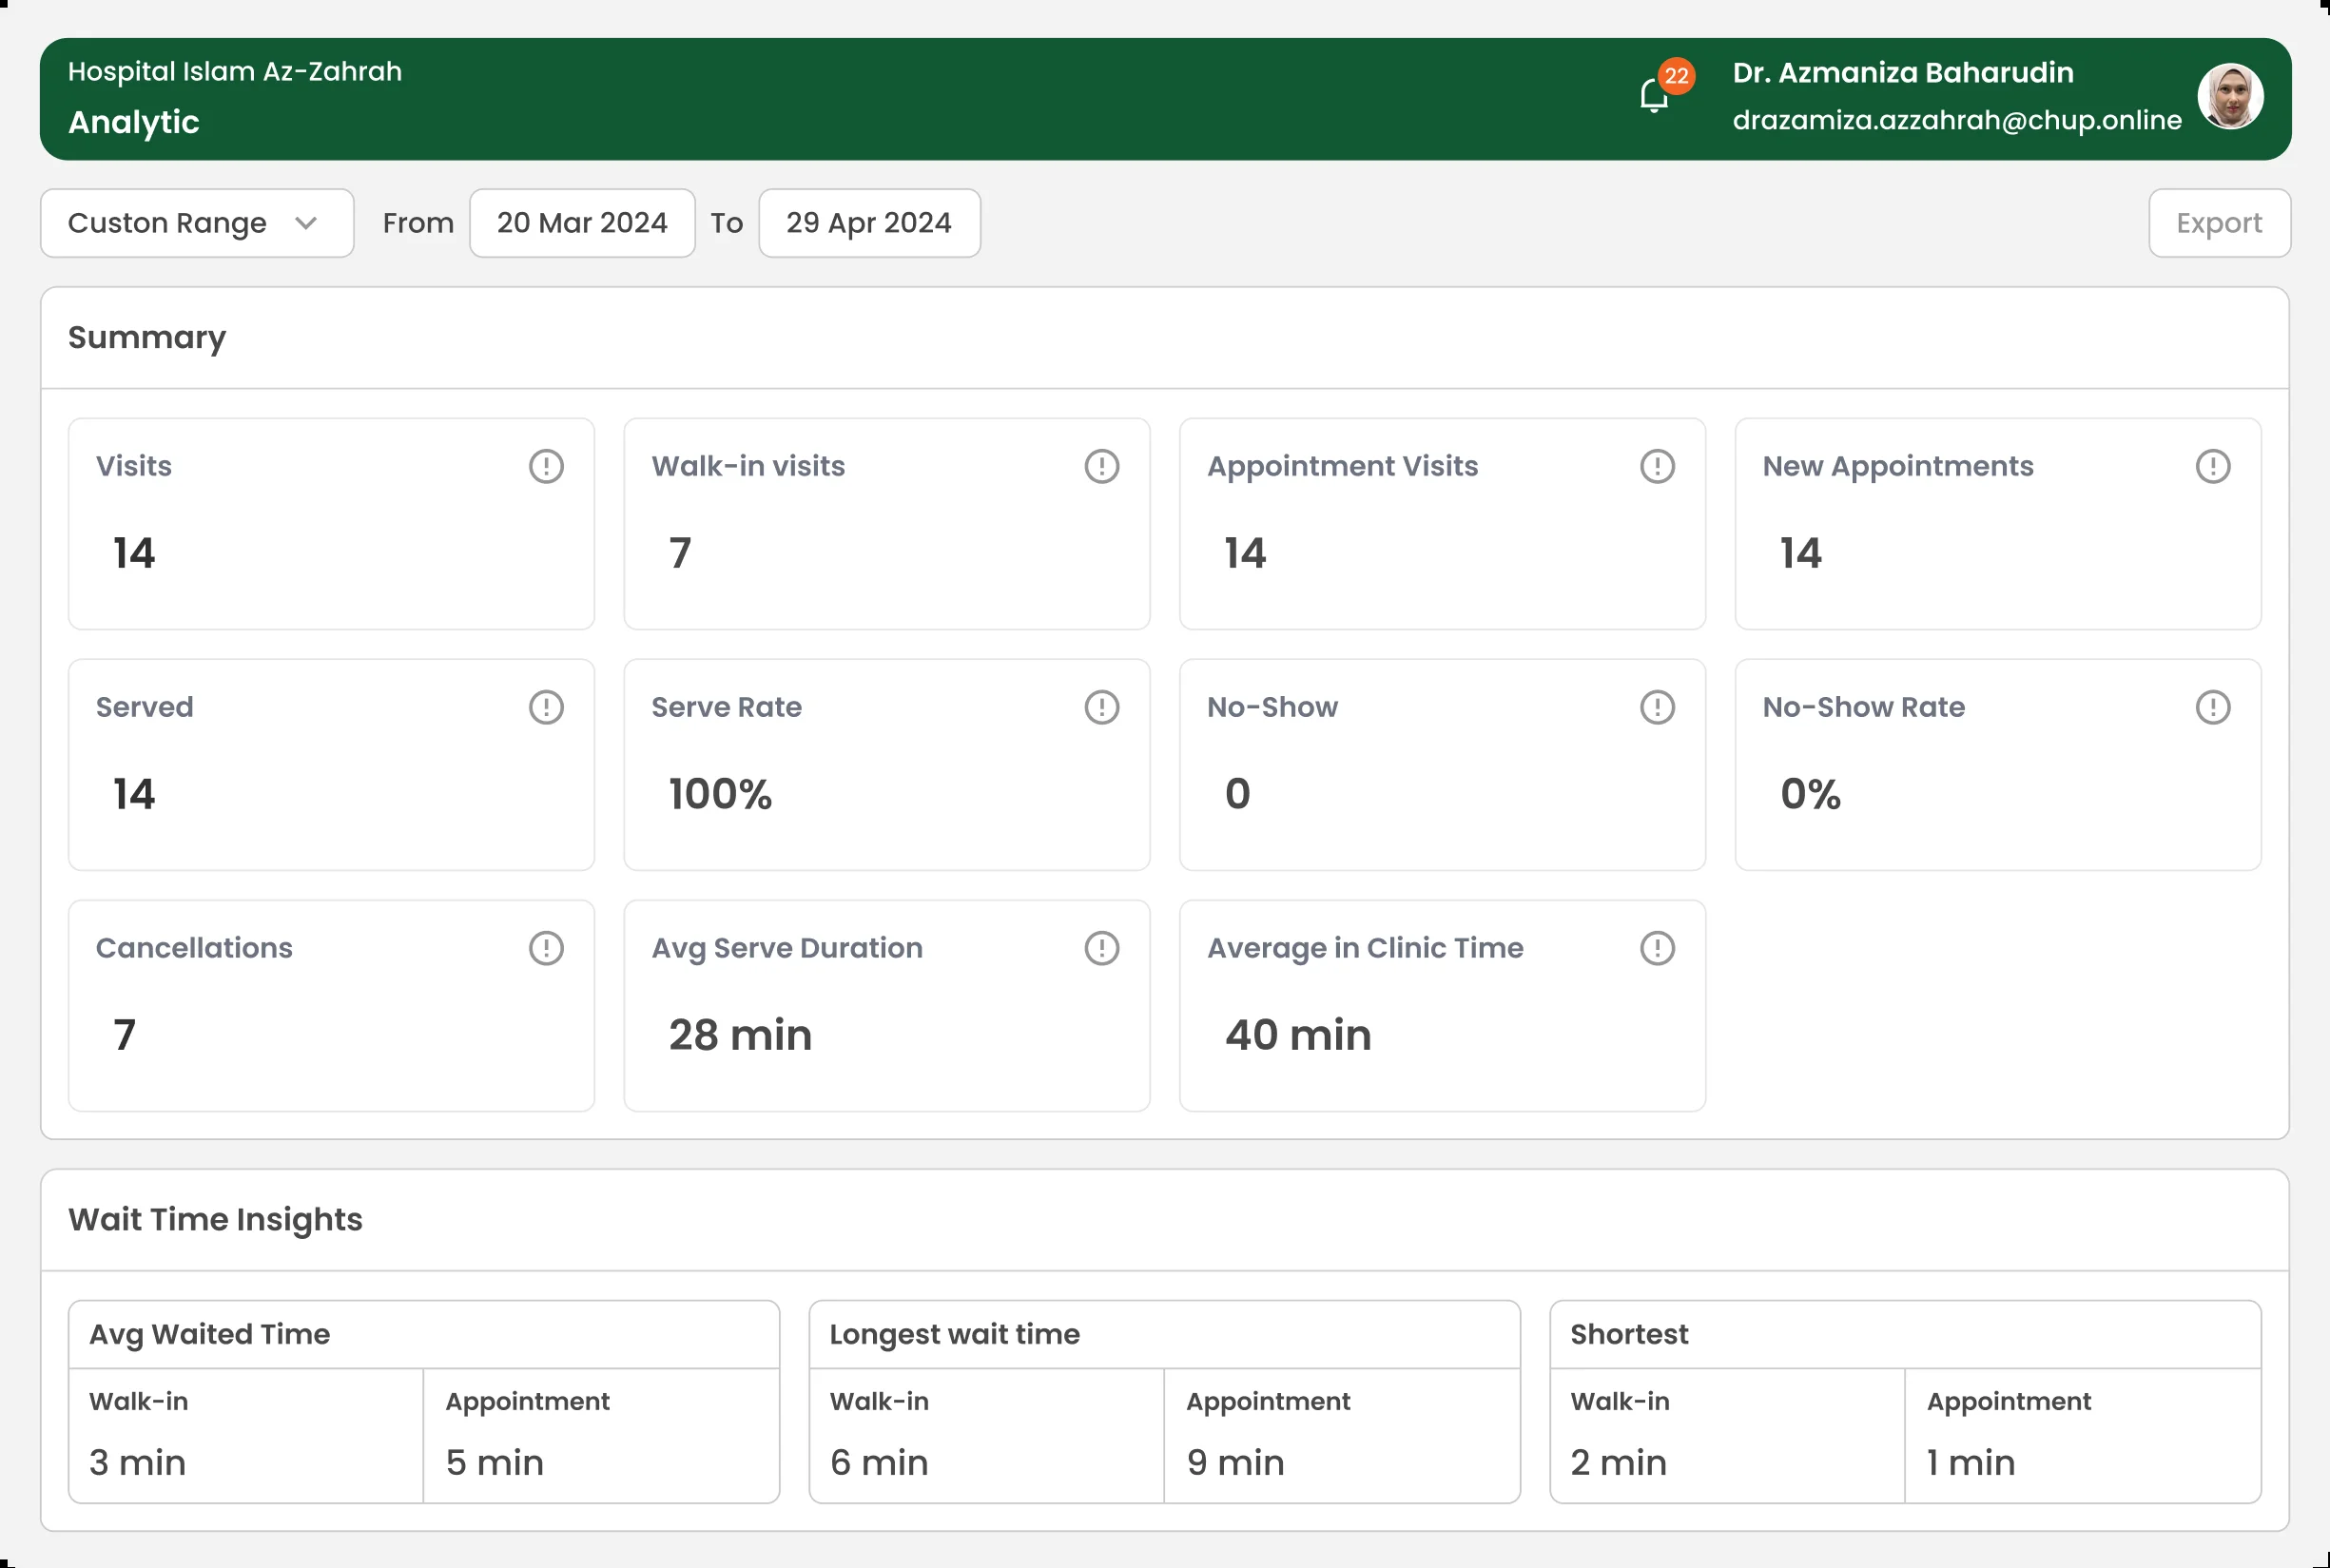 Hospital Islam Az-Zahrah
Analytic
22
Dr. Azmaniza Baharudin
drazamiza.azzahrah@chup.online
Custon Range
From
20 Mar 2024
To
29 Apr 2024
Export
Summary
Visits
14
Walk-in visits
7
Appointment Visits
14
New Appointments
14
Served
14
Serve Rate
100%
No-Show
0
No-Show Rate
0%
Cancellations
7
Avg Serve Duration
28 min
Average in Clinic Time
40 min
Wait Time Insights
Avg Waited Time
Walk-in
3 min
Appointment
5 min
Longest wait time
Walk-in
6 min
Appointment
9 min
Shortest
Walk-in
2 min
Appointment
1 min